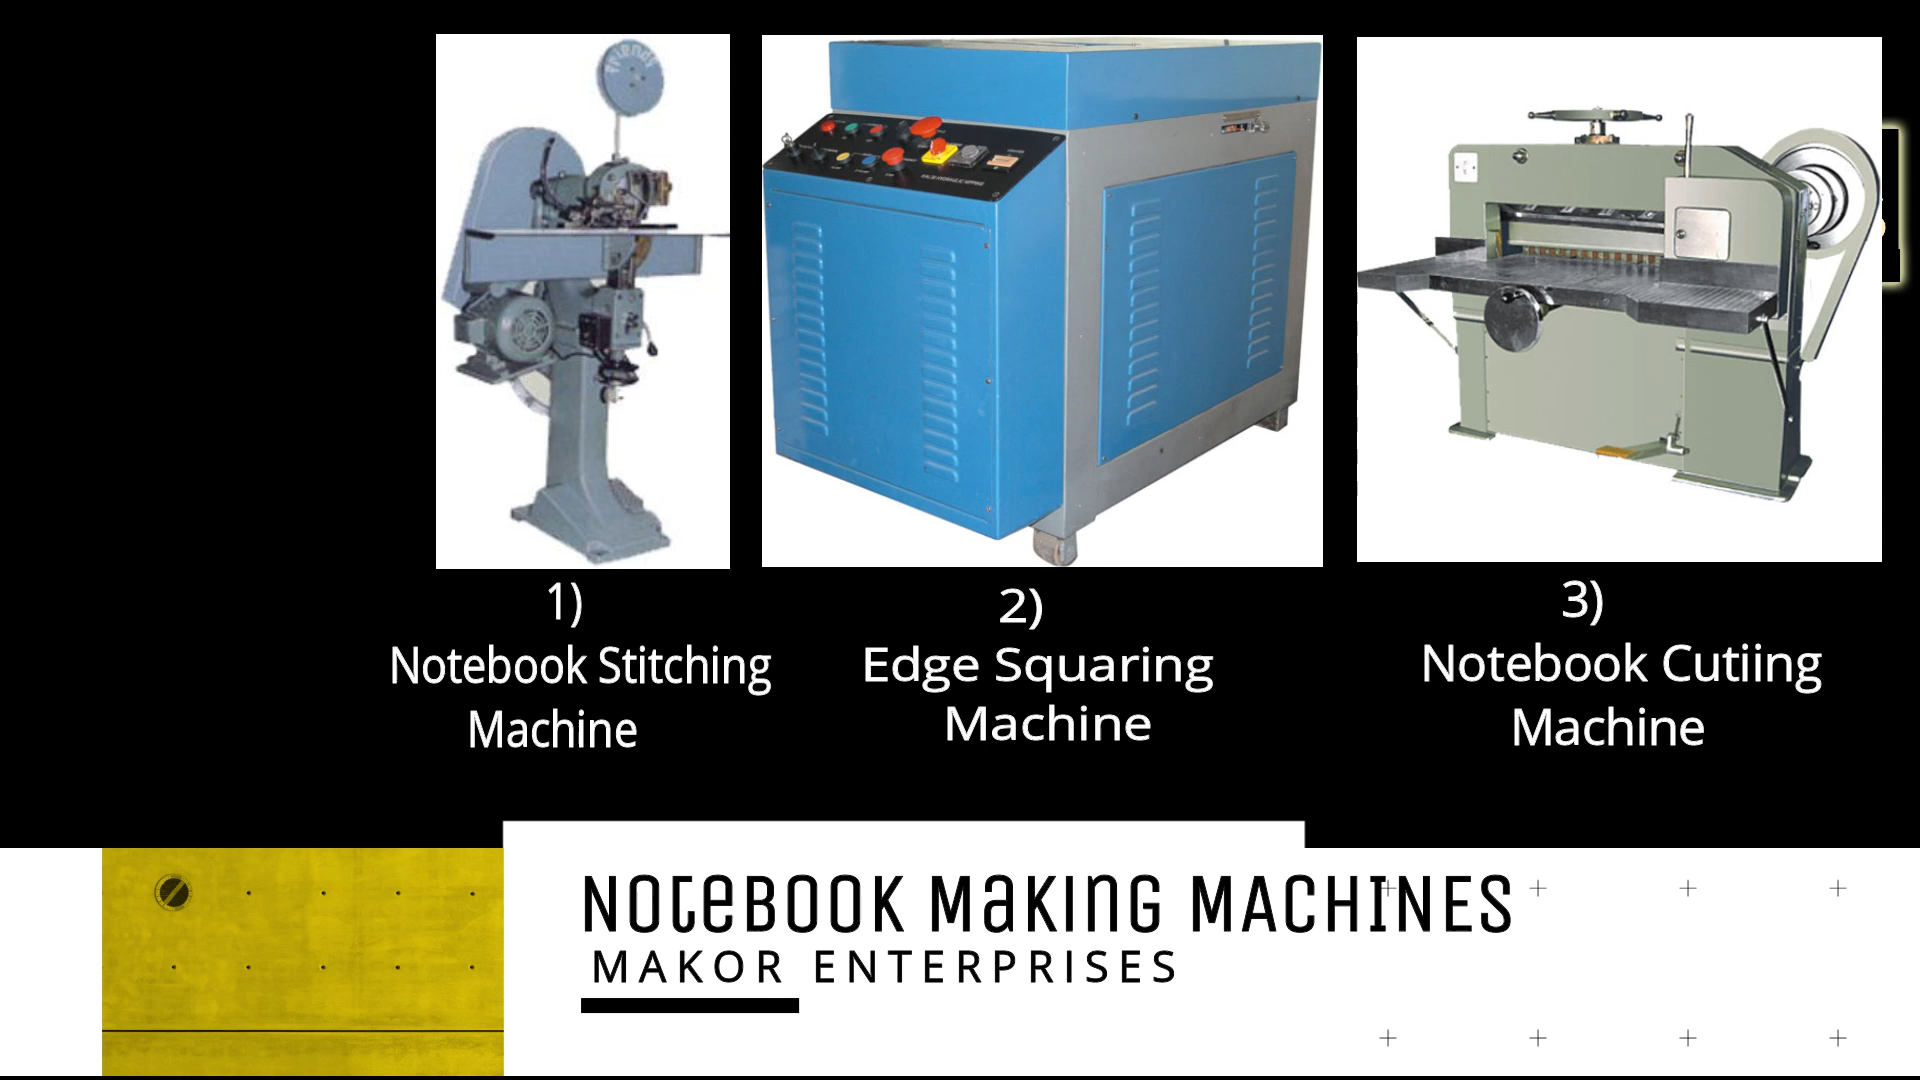 1)
Notebook Stitching
Machine
2)
Edge Squaring
Machine
3)
Notebook Cutiing
Machine
NOteBOOK MaKiNG MACHINES
MAKOR ENTERPRISES